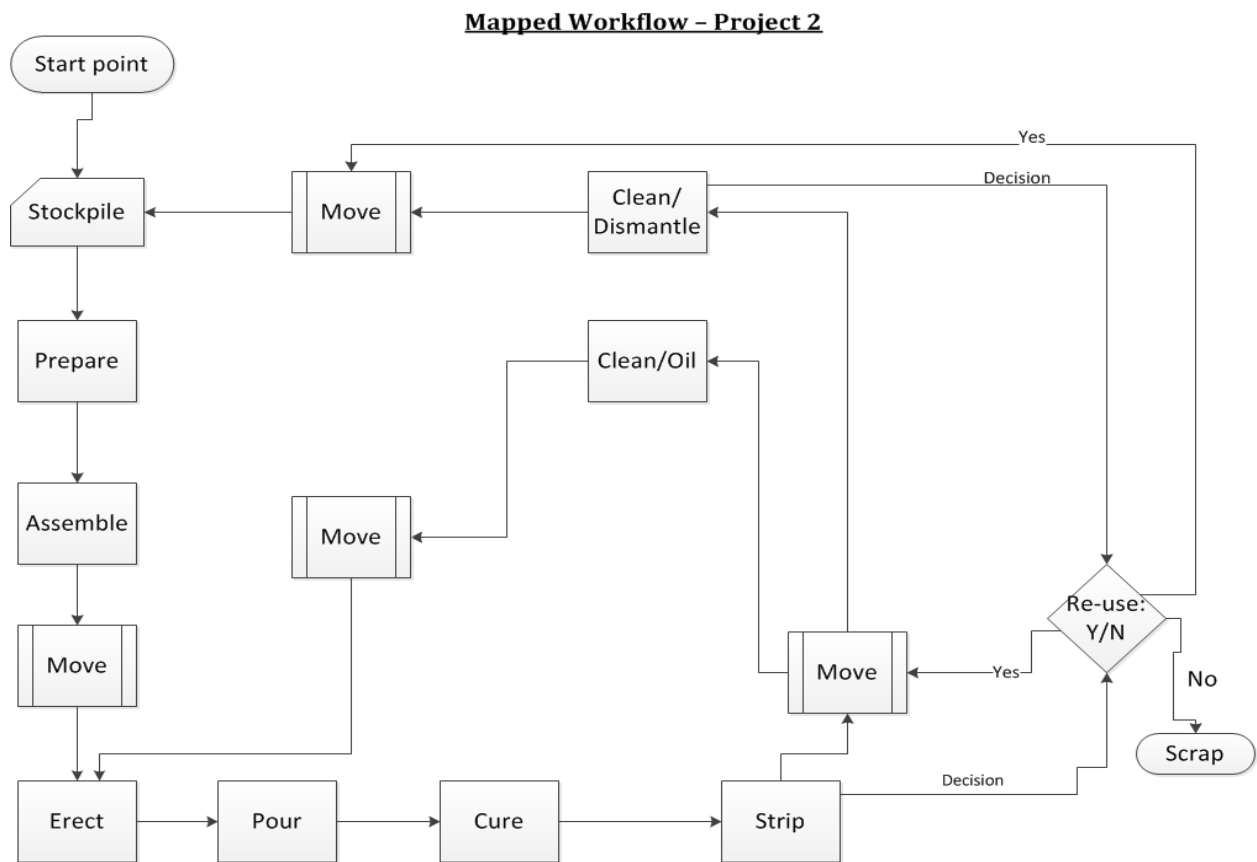 Mapped Workflow – Project 2
Start point
Yes
Decision
Stockpile
Move
Clean/
Dismantle
Prepare
Clean/Oil
Assemble
Move
Re-use:
Y/N
Move
Move
Yes
No
Scrap
Decision
Erect
Pour
Cure
Strip